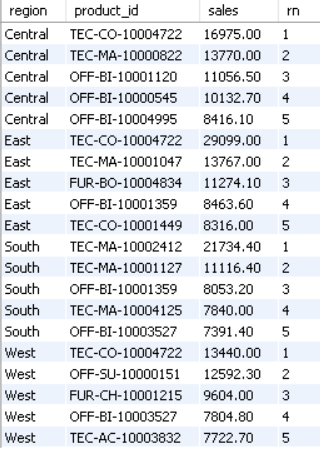 region product_id sales rn
Central TEC-CO-10004722 16975.00 1
Central TEC-MA-10000822 13770.00 2
Central OFF-BI-10001120 11056.50 3
Central OFF-BI-10000545 10132.70 4
Central OFF-BI-10004995 8416.10 5
East TEC-CO-10004722 29099.00 1
East TEC-MA-10001047 13767.00 2
East FUR-BO-10004834 11274.10 3
East OFF-BI-10001359 8463.60 4
East TEC-CO-10001449 8316.00 5
South TEC-MA-10002412 21734.40 1
South TEC-MA-10001127 11116.40 2
South OFF-BI-10001359 8053.20 3
South TEC-MA-10004125 7840.00 4
South OFF-BI-10003527 7391.40 5
West TEC-CO-10004722 13440.00 1
West OFF-SU-10000151 12592.30 2
West FUR-CH-10001215 9604.00 3
West OFF-BI-10003527 7804.80 4
West TEC-AC-10003832 7722.70 5